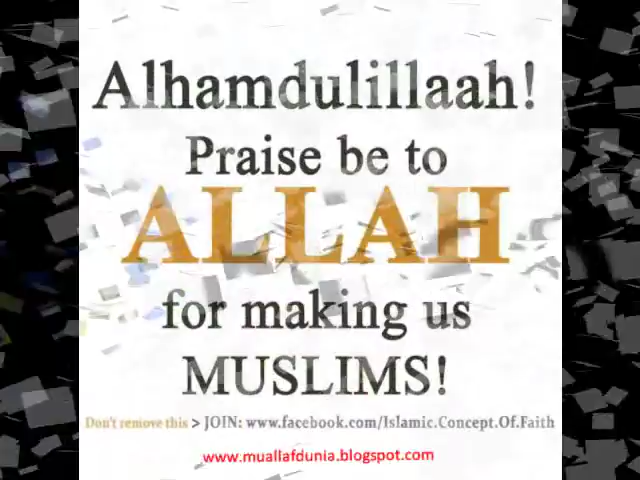 Alhamdulillaah!
Praise be to
ALLAH
for making us
MUSLIMS!
Don't remove this > JOIN: www.facebook.com/Islamic.Concept.Of.Faith
www.muallafdunia.blogspot.com